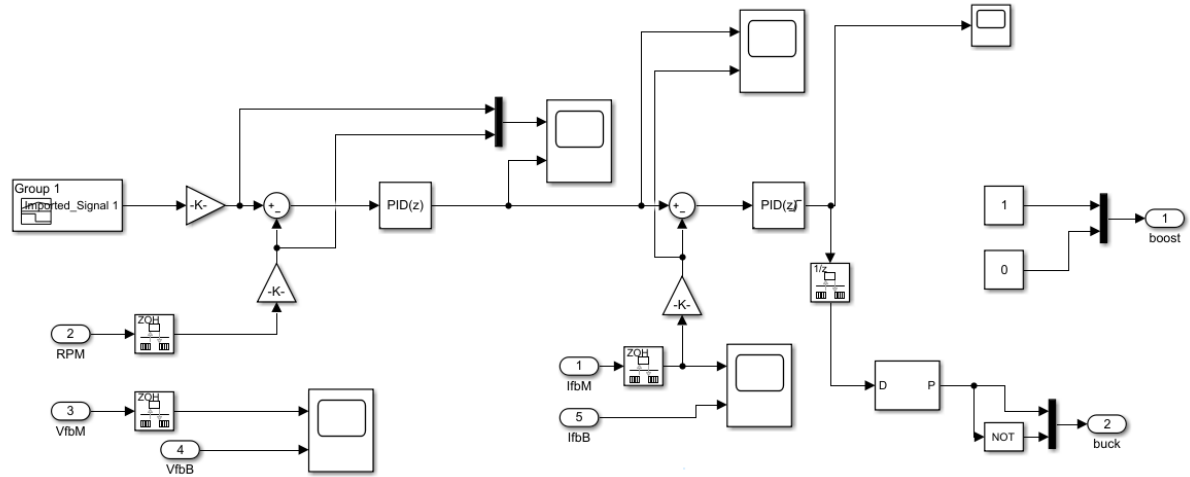 Group 1
Imported_Signal 1
-K-
+
−
PID(z)
+
−
PID(z)
1
1
boost
0
-K-
-K-
1/z
ZOH
2
RPM
ZOH
1
IfbM
D
P
ZOH
3
VfbM
5
IfbB
NOT
2
buck
4
VfbB